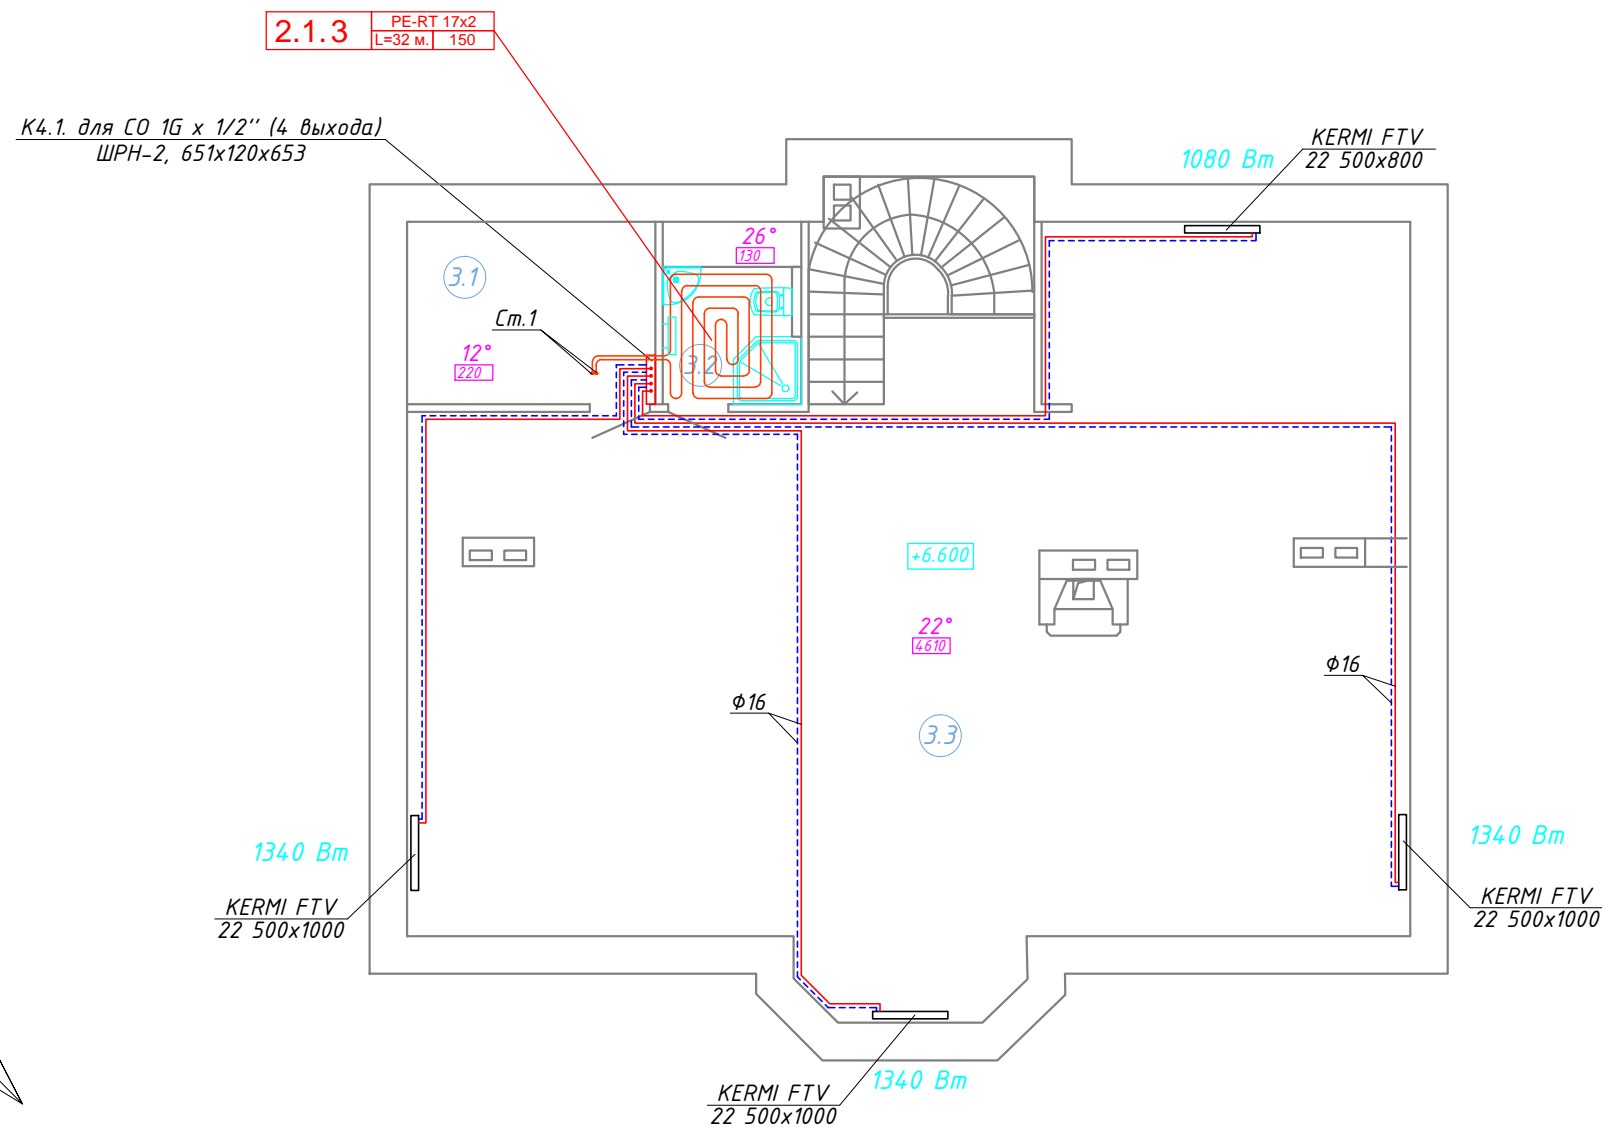 2.1.3
PE-RT 17x2
L=32 м. 150
К4.1. для СО 1G x 1/2'' (4 выхода)
ШРН-2, 651x120x653
KERMI FTV
22 500x800
1080 Вт
26°
130
3.1
Ст.1
12°
220
3.2
+6.600
22°
4610
ϕ16
ϕ16
3.3
1340 Вт
KERMI FTV
22 500x1000
1340 Вт
KERMI FTV
22 500x1000
1340 Вт
KERMI FTV
22 500x1000